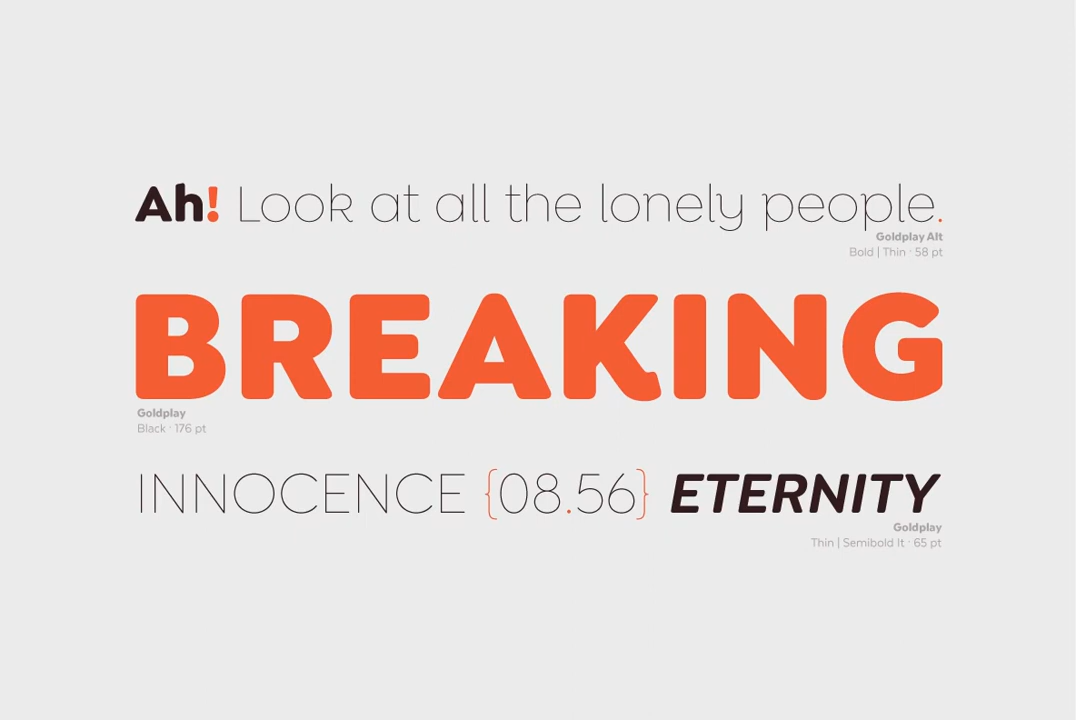 Ah! Look at all the lonely people.
Goldplay Alt
Bold | Thin · 58 pt
BREAKING
Goldplay
Black · 176 pt
INNOCENCE {08.56} ETERNITY
Goldplay
Thin | Semibold It · 65 pt